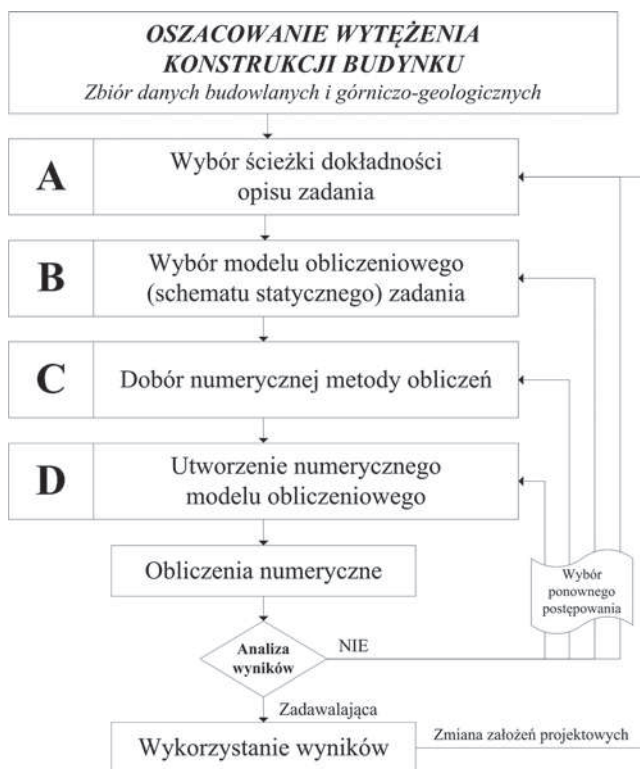 OSZACOWANIE WYTĘŻENIA
KONSTRUKCJI BUDYNKU
Zbiór danych budowlanych i górniczo-geologicznych
A
Wybór ścieżki dokładności
opisu zadania
B
Wybór modelu obliczeniowego
(schematu statycznego) zadania
C
Dobór numerycznej metody obliczeń
D
Utworzenie numerycznego
modelu obliczeniowego
Obliczenia numeryczne
Wybór
ponownego
postępowania
Analiza
wyników
NIE
Zadawalająca
Wykorzystanie wyników
Zmiana założeń projektowych